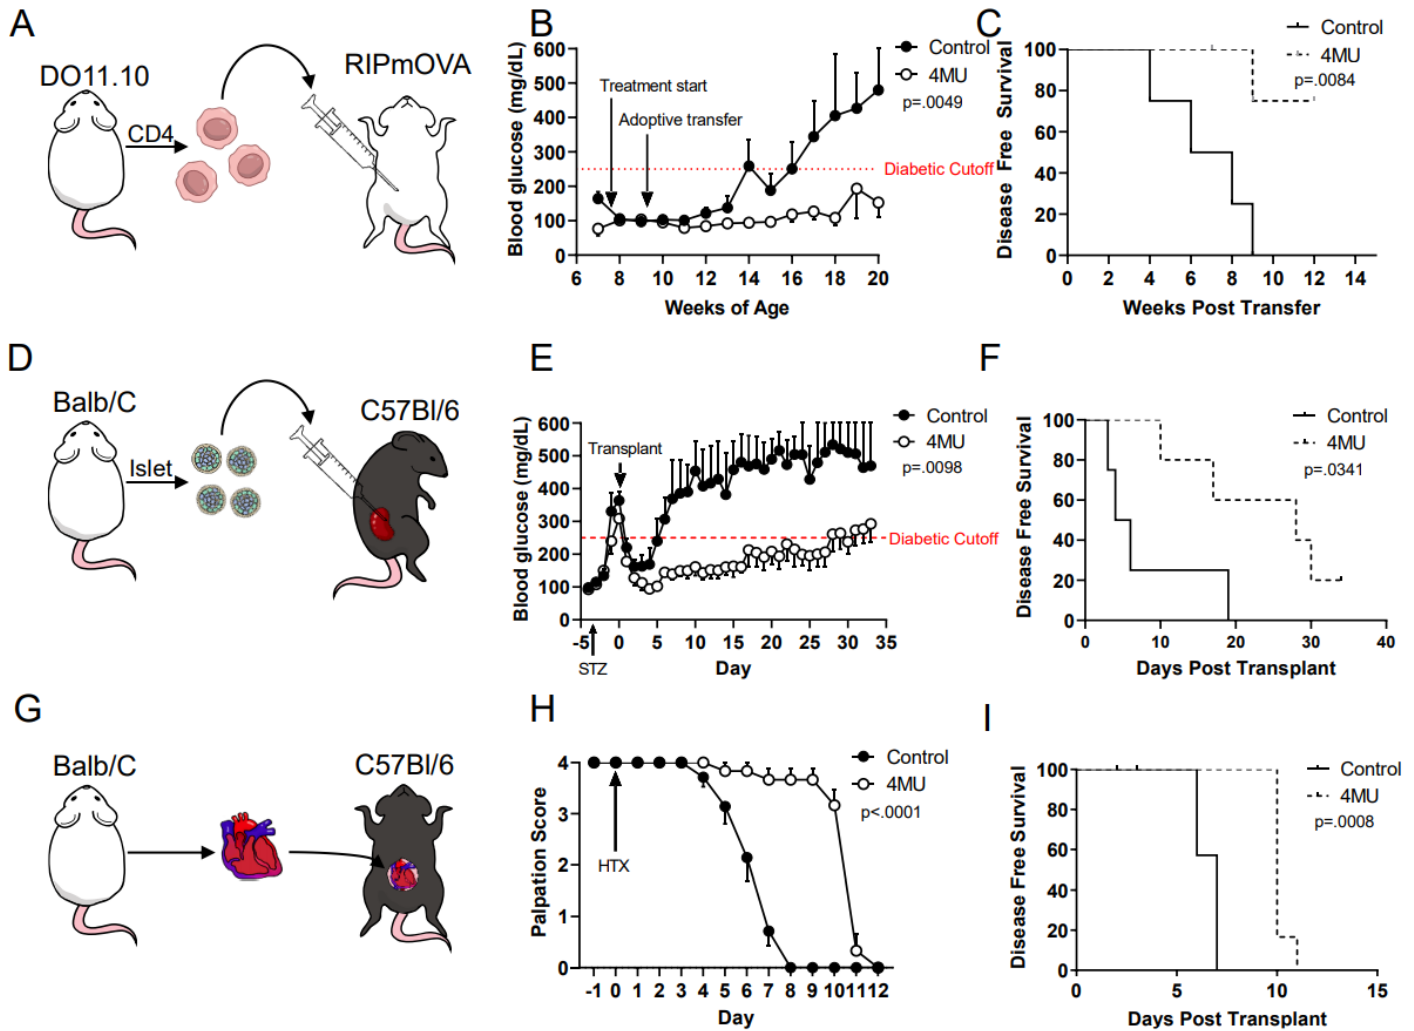 A
DO11.10
CD4
RIPmOVA
B
Blood glucose (mg/dL)
600
500
400
300
200
100
0
Treatment start
Adoptive transfer
Control
4MU
p=.0049
Diabetic Cutoff
6 8 10 12 14 16 18 20
Weeks of Age
C
Disease Free Survival
100
80
60
40
20
0
Control
4MU
p=.0084
0 2 4 6 8 10 12 14
Weeks Post Transfer
D
Balb/C
Islet
C57Bl/6
E
Blood glucose (mg/dL)
600
500
400
300
200
100
0
Transplant
Control
4MU
p=.0098
Diabetic Cutoff
-5 0 5 10 15 20 25 30 35
STZ
Day
F
Disease Free Survival
100
80
60
40
20
0
Control
4MU
p=.0341
0 10 20 30 40
Days Post Transplant
G
Balb/C
C57Bl/6
H
Palpation Score
4
3
2
1
0
HTX
Control
4MU
p<.0001
-1 0 1 2 3 4 5 6 7 8 9 10 11 12
Day
I
Disease Free Survival
100
80
60
40
20
0
Control
4MU
p=.0008
0 5 10 15
Days Post Transplant